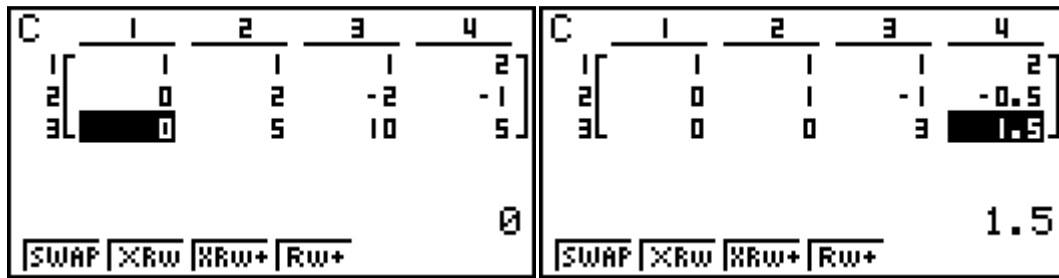 C 1 2 3 4
1 1 1 1 2
2 0 2 -2 -1
3 0 5 10 5
0
SWAP ×Rw ×Rw+ Rw+
C 1 2 3 4
1 1 1 1 2
2 0 1 -1 -0.5
3 0 0 3 1.5
1.5
SWAP ×Rw ×Rw+ Rw+